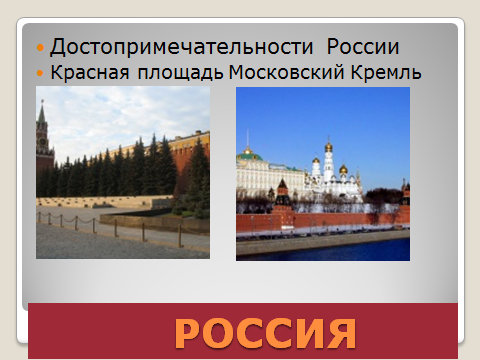 Достопримечательности России
Красная площадь Московский Кремль
РОССИЯ